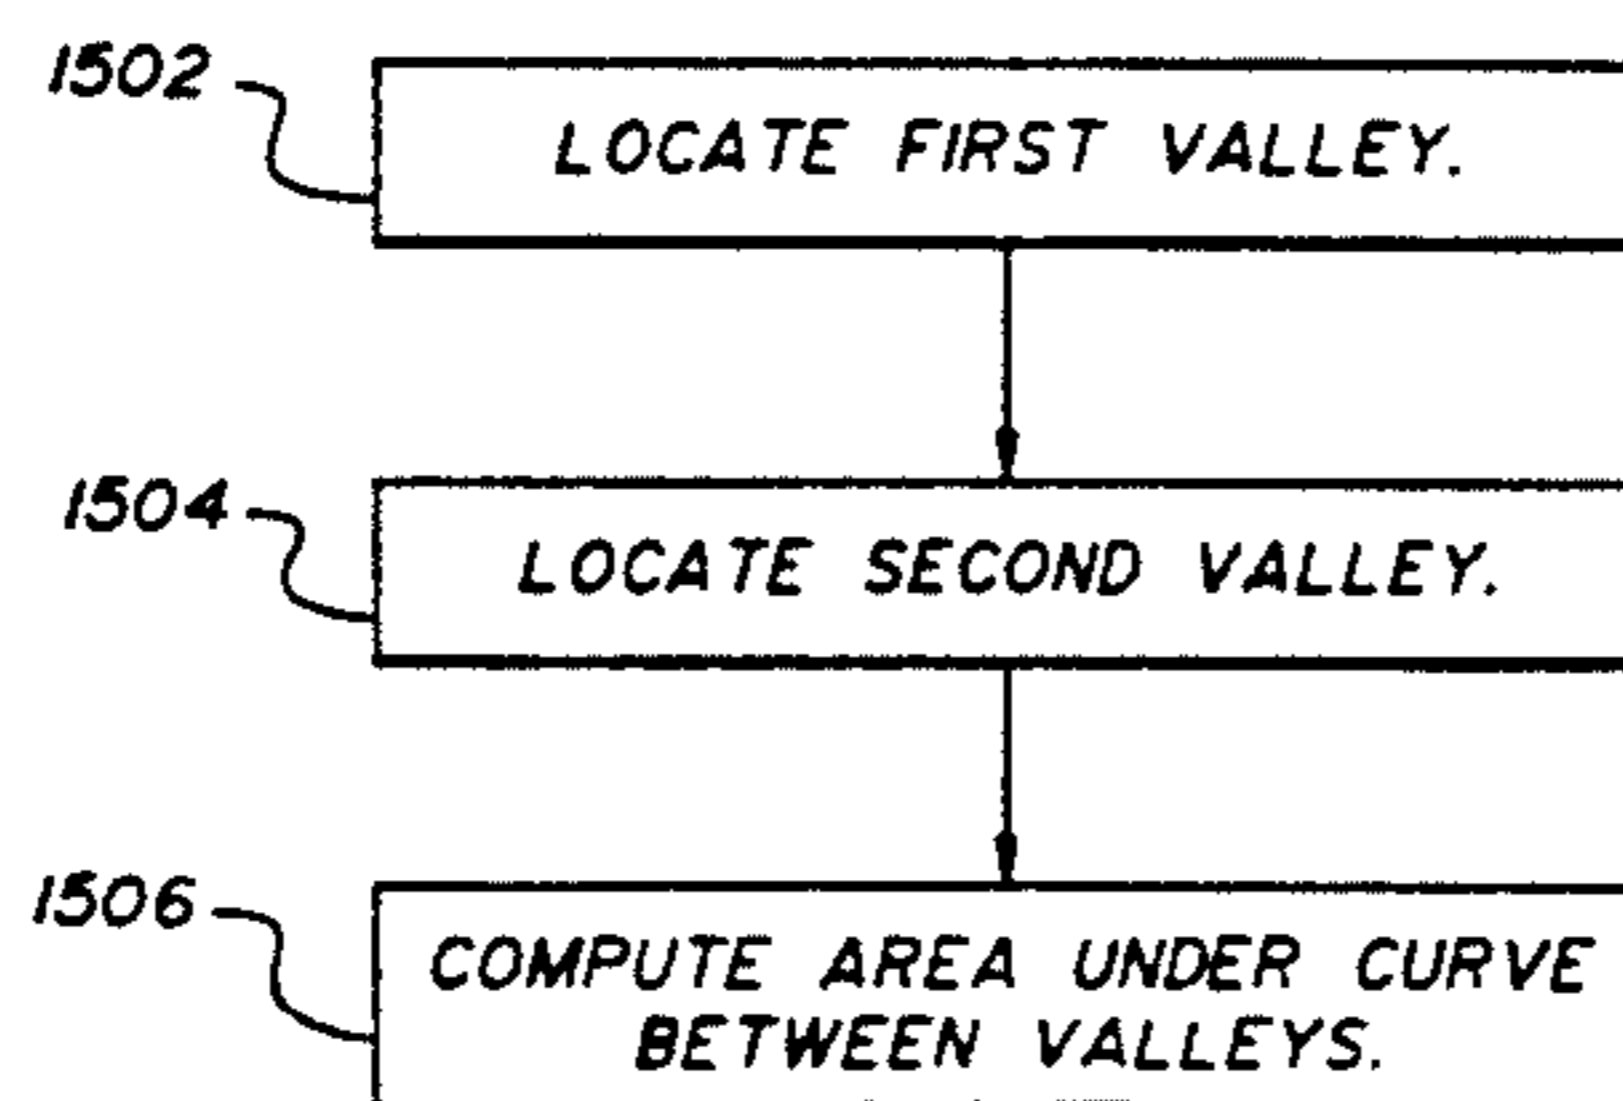 1502
LOCATE FIRST VALLEY.
1504
LOCATE SECOND VALLEY.
1506
COMPUTE AREA UNDER CURVE
BETWEEN VALLEYS.